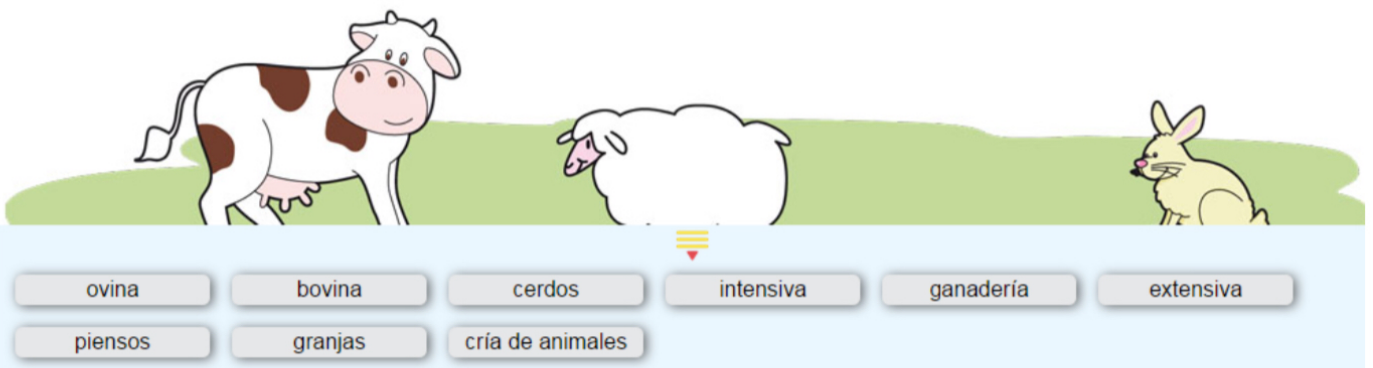 ovina bovina cerdos intensiva ganadería extensiva
piensos granjas cría de animales